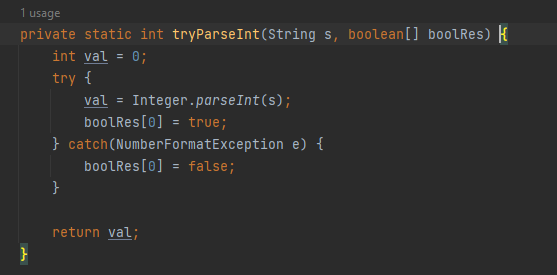 1 usage
private static int tryParseInt(String s, boolean[] boolRes) {
    int val = 0;
    try {
        val = Integer.parseInt(s);
        boolRes[0] = true;
    } catch(NumberFormatException e) {
        boolRes[0] = false;
    }

    return val;
}